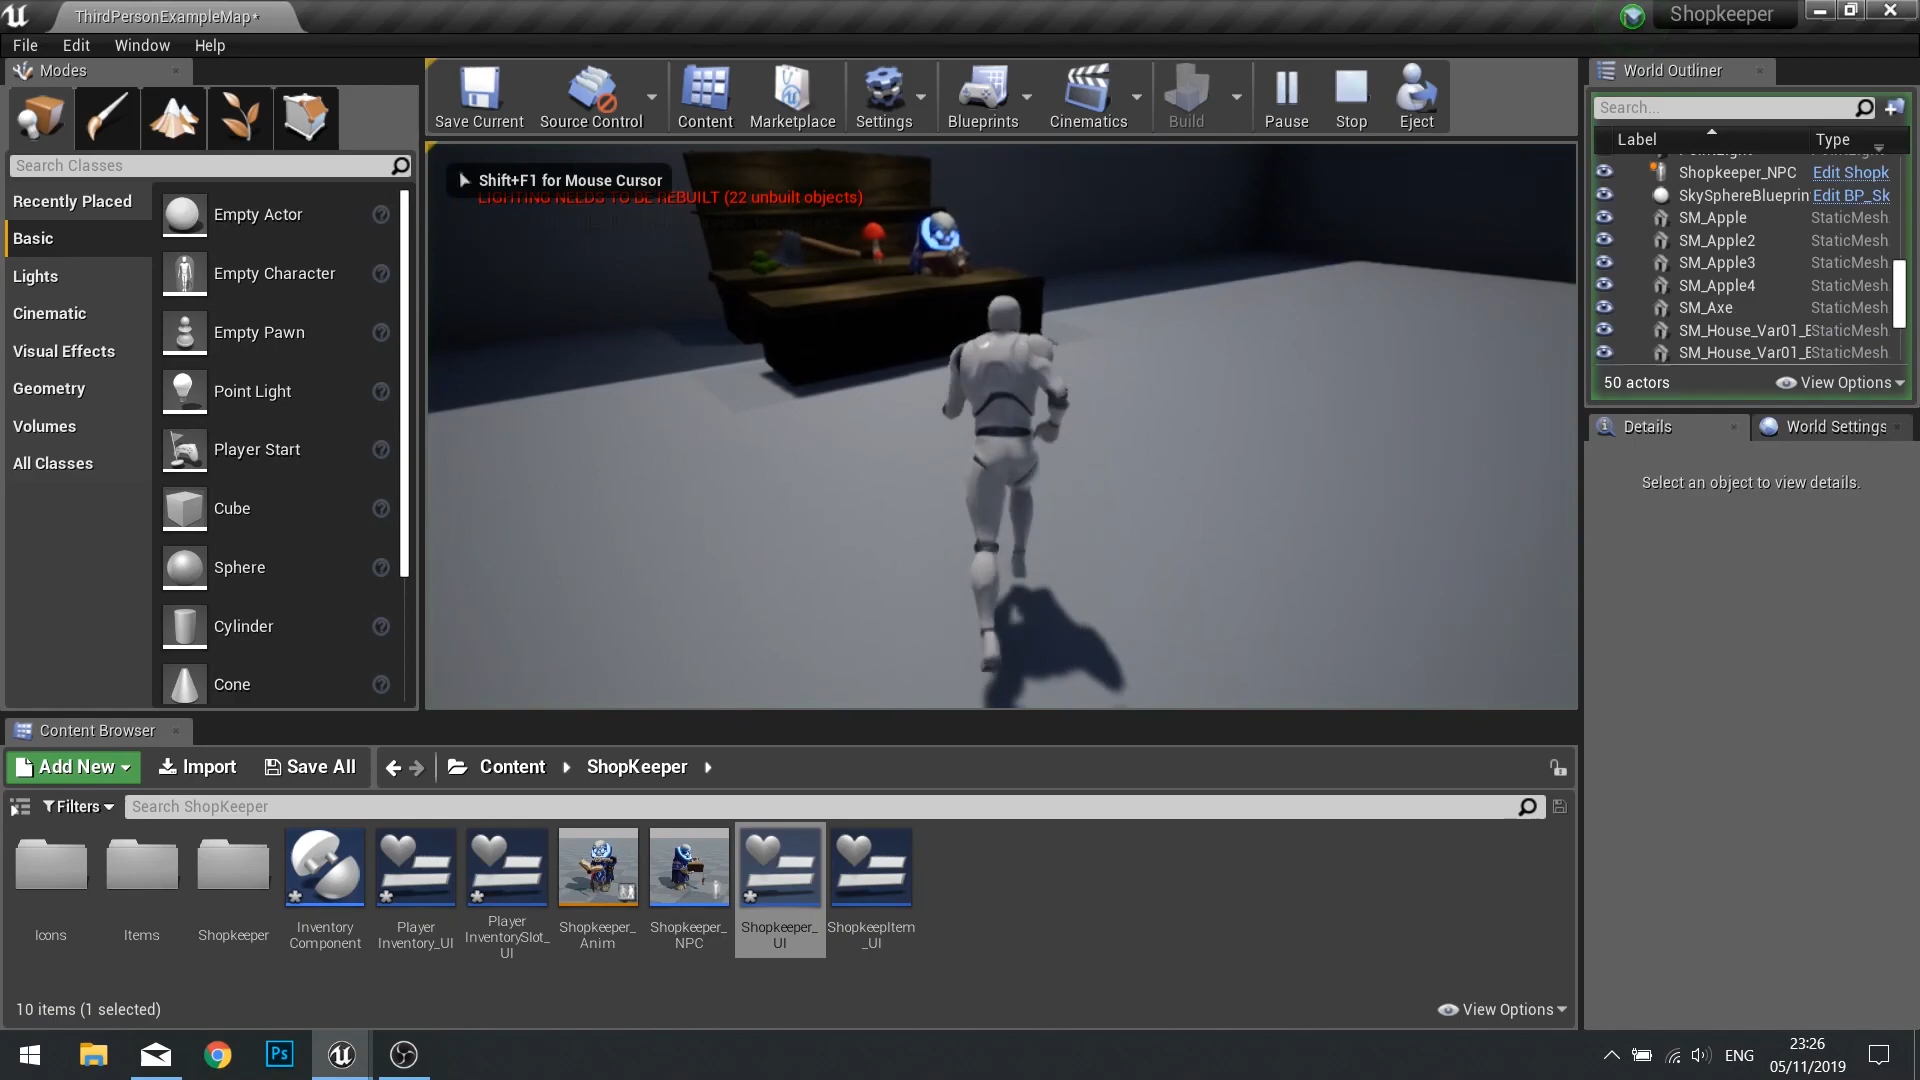 ThirdPersonExampleMap*
Shopkeeper
File Edit Window Help
Modes
Search Classes
Recently Placed
Basic
Lights
Cinematic
Visual Effects
Geometry
Volumes
All Classes
Empty Actor
Empty Character
Empty Pawn
Point Light
Player Start
Cube
Sphere
Cylinder
Cone
Save Current Source Control Content Marketplace Settings Blueprints Cinematics Build Pause Stop Eject
Shift+F1 for Mouse Cursor
LIGHTING NEEDS TO BE REBUILT (22 unbuilt objects)
World Outliner
Search...
Label Type
Shopkeeper_NPC Edit Shopk
SkySphereBlueprin Edit BP_Sk
SM_Apple StaticMesh
SM_Apple2 StaticMesh
SM_Apple3 StaticMesh
SM_Apple4 StaticMesh
SM_Axe StaticMesh
SM_House_Var01_E StaticMesh
SM_House_Var01_E StaticMesh
50 actors View Options
Details World Settings
Select an object to view details.
Content Browser
Add New Import Save All Content ShopKeeper
Filters Search ShopKeeper
Icons
Items
Shopkeeper
Inventory
Component
Player
Inventory_UI
Player
InventorySlot_
UI
Shopkeeper_
Anim
Shopkeeper_
NPC
Shopkeeper_
UI
ShopkeepItem
_UI
10 items (1 selected) View Options
Ps
ENG
23:26
05/11/2019